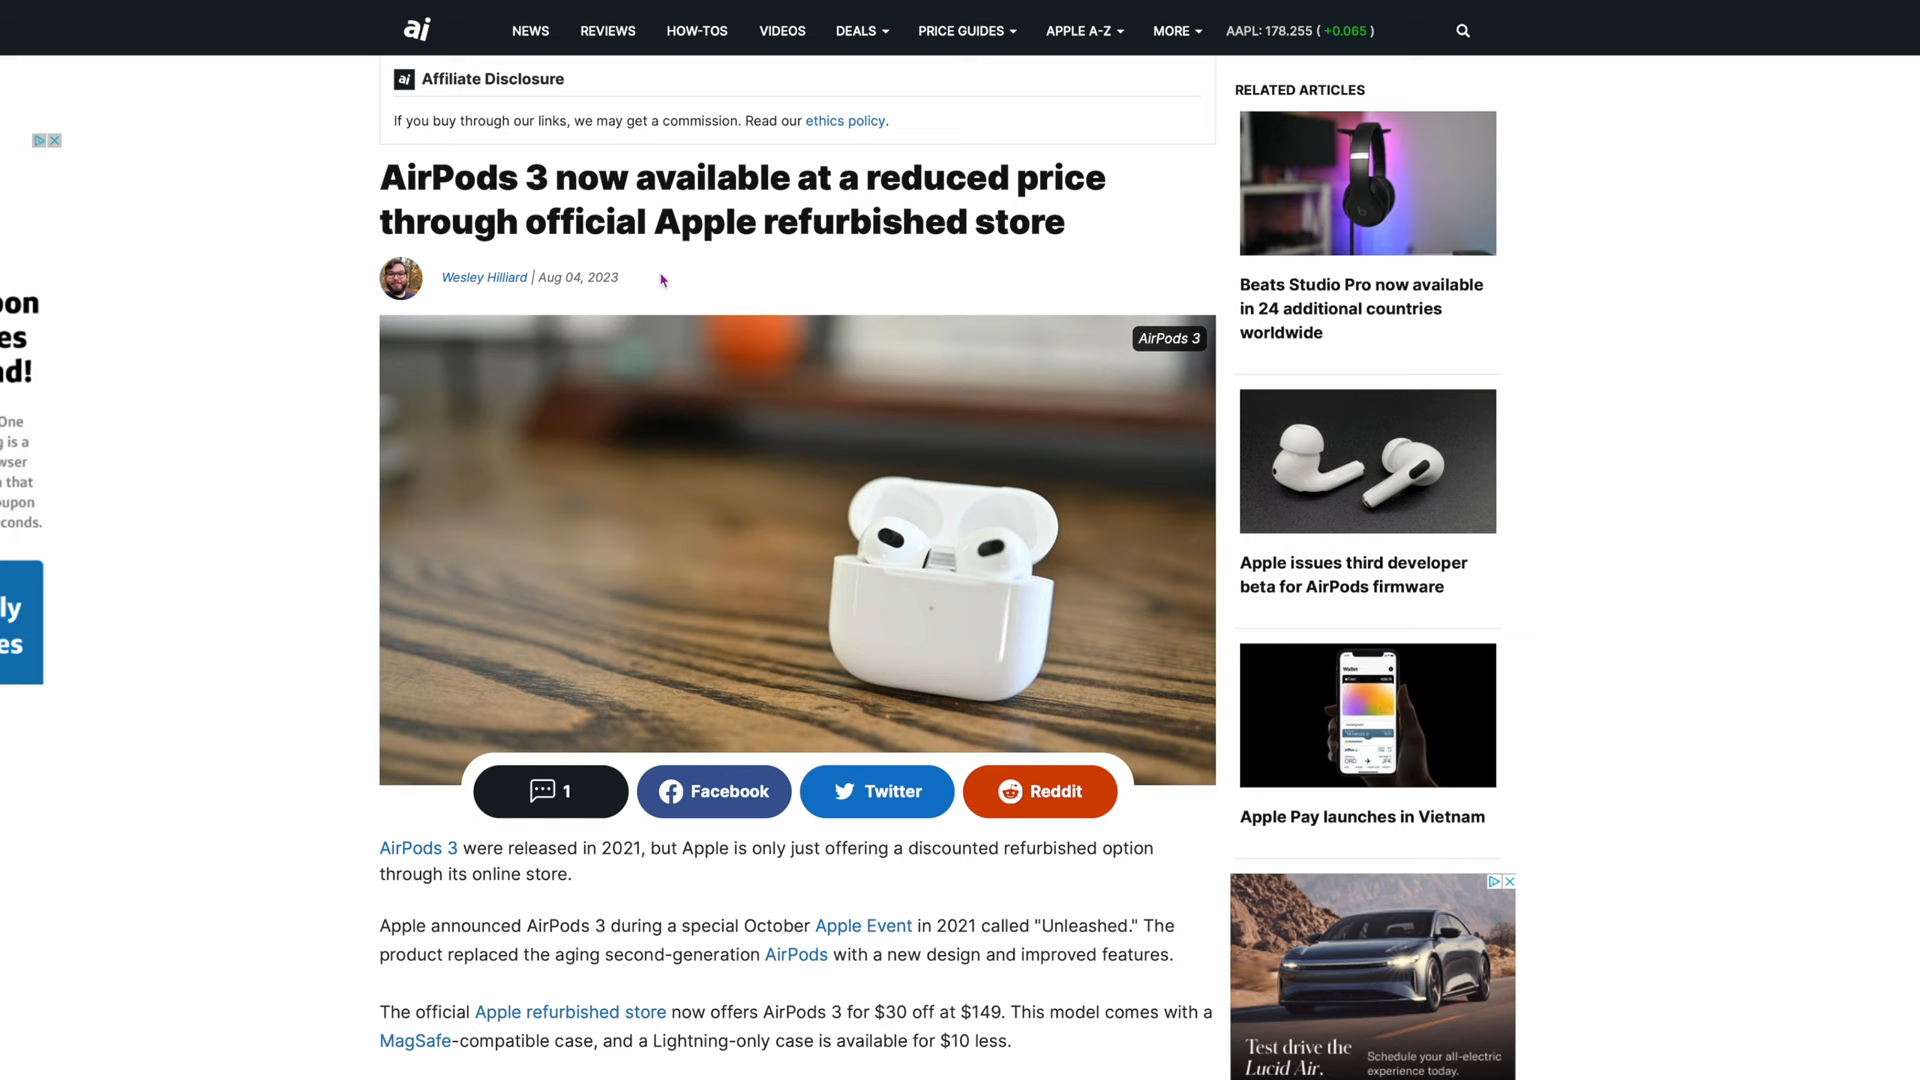 ai
NEWS
REVIEWS
HOW-TOS
VIDEOS
DEALS
PRICE GUIDES
APPLE A-Z
MORE
AAPL: 178.255 ( +0.065 )
ai Affiliate Disclosure
If you buy through our links, we may get a commission. Read our ethics policy.
AirPods 3 now available at a reduced price
through official Apple refurbished store
Wesley Hilliard | Aug 04, 2023
AirPods 3
1
Facebook
Twitter
Reddit
AirPods 3 were released in 2021, but Apple is only just offering a discounted refurbished option
through its online store.
Apple announced AirPods 3 during a special October Apple Event in 2021 called "Unleashed." The
product replaced the aging second-generation AirPods with a new design and improved features.
The official Apple refurbished store now offers AirPods 3 for $30 off at $149. This model comes with a
MagSafe-compatible case, and a Lightning-only case is available for $10 less.
RELATED ARTICLES
Beats Studio Pro now available
in 24 additional countries
worldwide
Apple issues third developer
beta for AirPods firmware
Wallet
ORD
JFK
Apple Pay launches in Vietnam
Test drive the
Lucid Air.
Schedule your all-electric
experience today.
One
is a
that